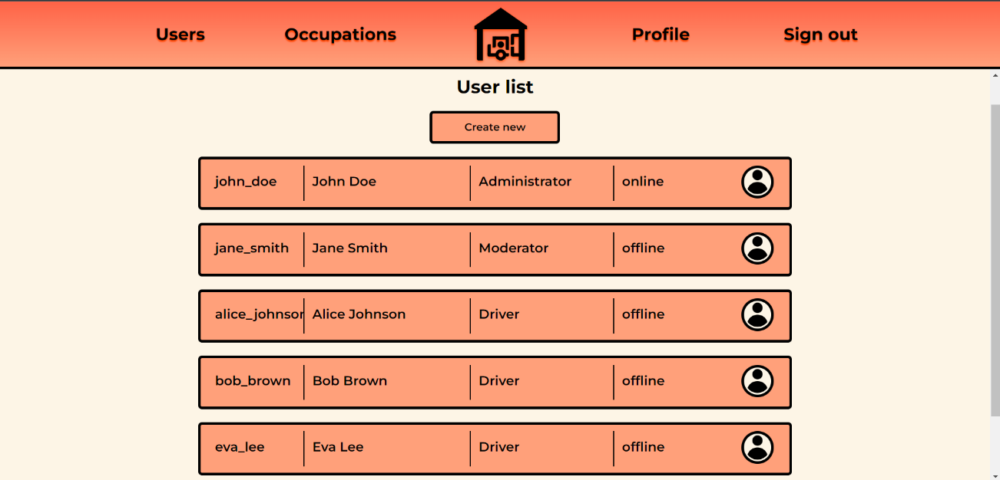 Users Occupations Profile Sign out
User list
Create new
john_doe John Doe Administrator online
jane_smith Jane Smith Moderator offline
alice_johnson Alice Johnson Driver offline
bob_brown Bob Brown Driver offline
eva_lee Eva Lee Driver offline